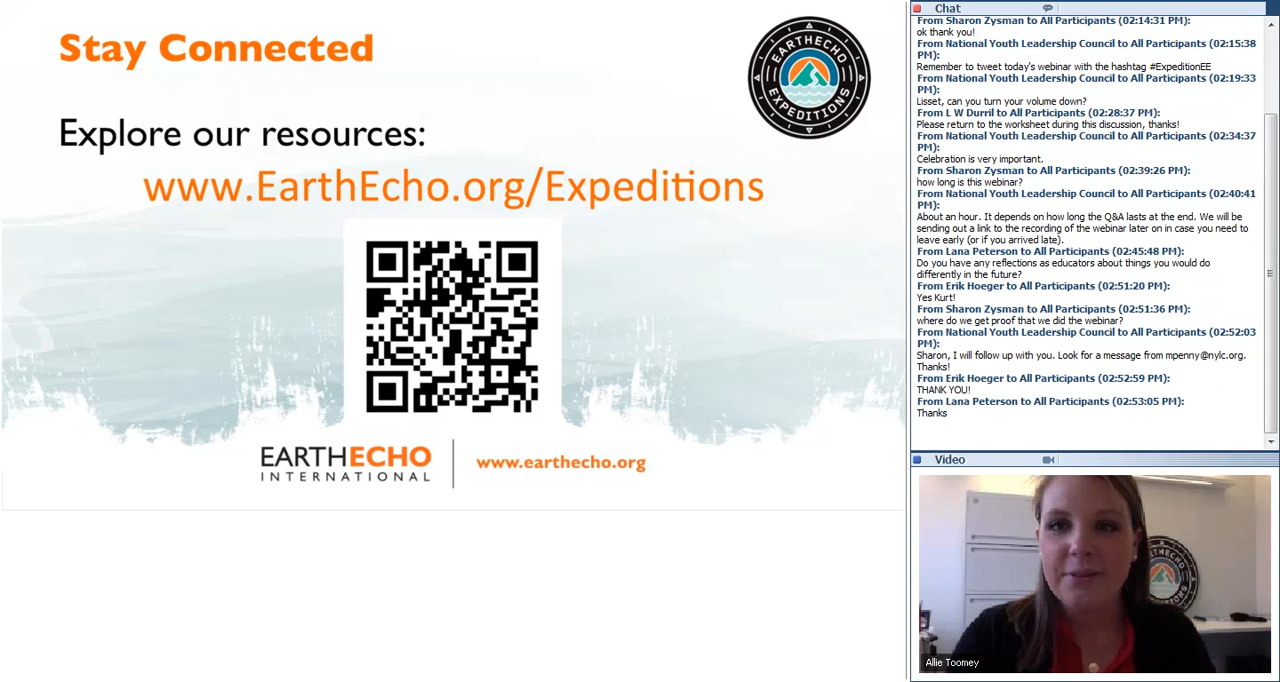 Stay Connected
EARTHECHO
EXPEDITIONS
Explore our resources:
www.EarthEcho.org/Expeditions
EARTHECHO
INTERNATIONAL
www.earthecho.org
Chat
From Sharon Zysman to All Participants (02:14:31 PM):
ok thank you!
From National Youth Leadership Council to All Participants (02:15:38
PM):
Remember to tweet today's webinar with the hashtag #ExpeditionEE
From National Youth Leadership Council to All Participants (02:19:33
PM):
Lisset, can you turn your volume down?
From L W Durril to All Participants (02:28:37 PM):
Please return to the worksheet during this discussion, thanks!
From National Youth Leadership Council to All Participants (02:34:37
PM):
Celebration is very important.
From Sharon Zysman to All Participants (02:39:26 PM):
how long is this webinar?
From National Youth Leadership Council to All Participants (02:40:41
PM):
About an hour. It depends on how long the Q&A lasts at the end. We will be
sending out a link to the recording of the webinar later on in case you need to
leave early (or if you arrived late).
From Lana Peterson to All Participants (02:45:48 PM):
Do you have any reflections as educators about things you would do
differently in the future?
From Erik Hoeger to All Participants (02:51:20 PM):
Yes Kurt!
From Sharon Zysman to All Participants (02:51:36 PM):
where do we get proof that we did the webinar?
From National Youth Leadership Council to All Participants (02:52:03
PM):
Sharon, I will follow up with you. Look for a message from mpenny@nylc.org.
Thanks!
From Erik Hoeger to All Participants (02:52:59 PM):
THANK YOU!
From Lana Peterson to All Participants (02:53:05 PM):
Thanks
Video
Allie Toomey